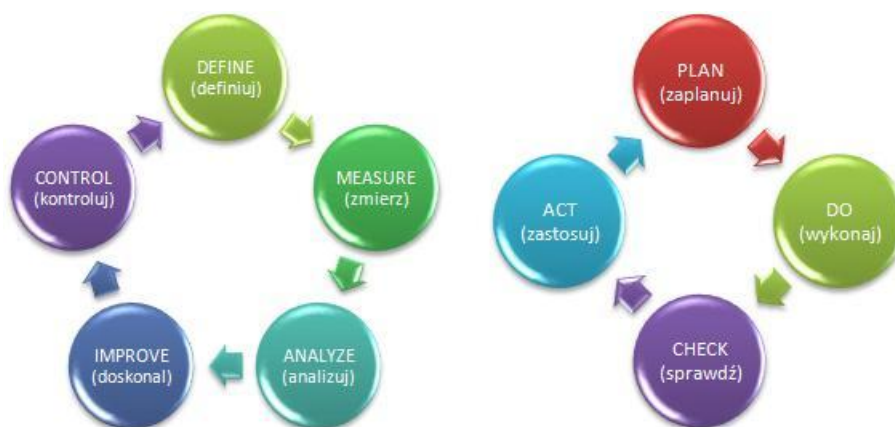 DEFINE
(definiuj)
MEASURE
(zmierz)
ANALYZE
(analizuj)
IMPROVE
(doskonal)
CONTROL
(kontroluj)
PLAN
(zaplanuj)
DO
(wykonaj)
CHECK
(sprawdź)
ACT
(zastosuj)